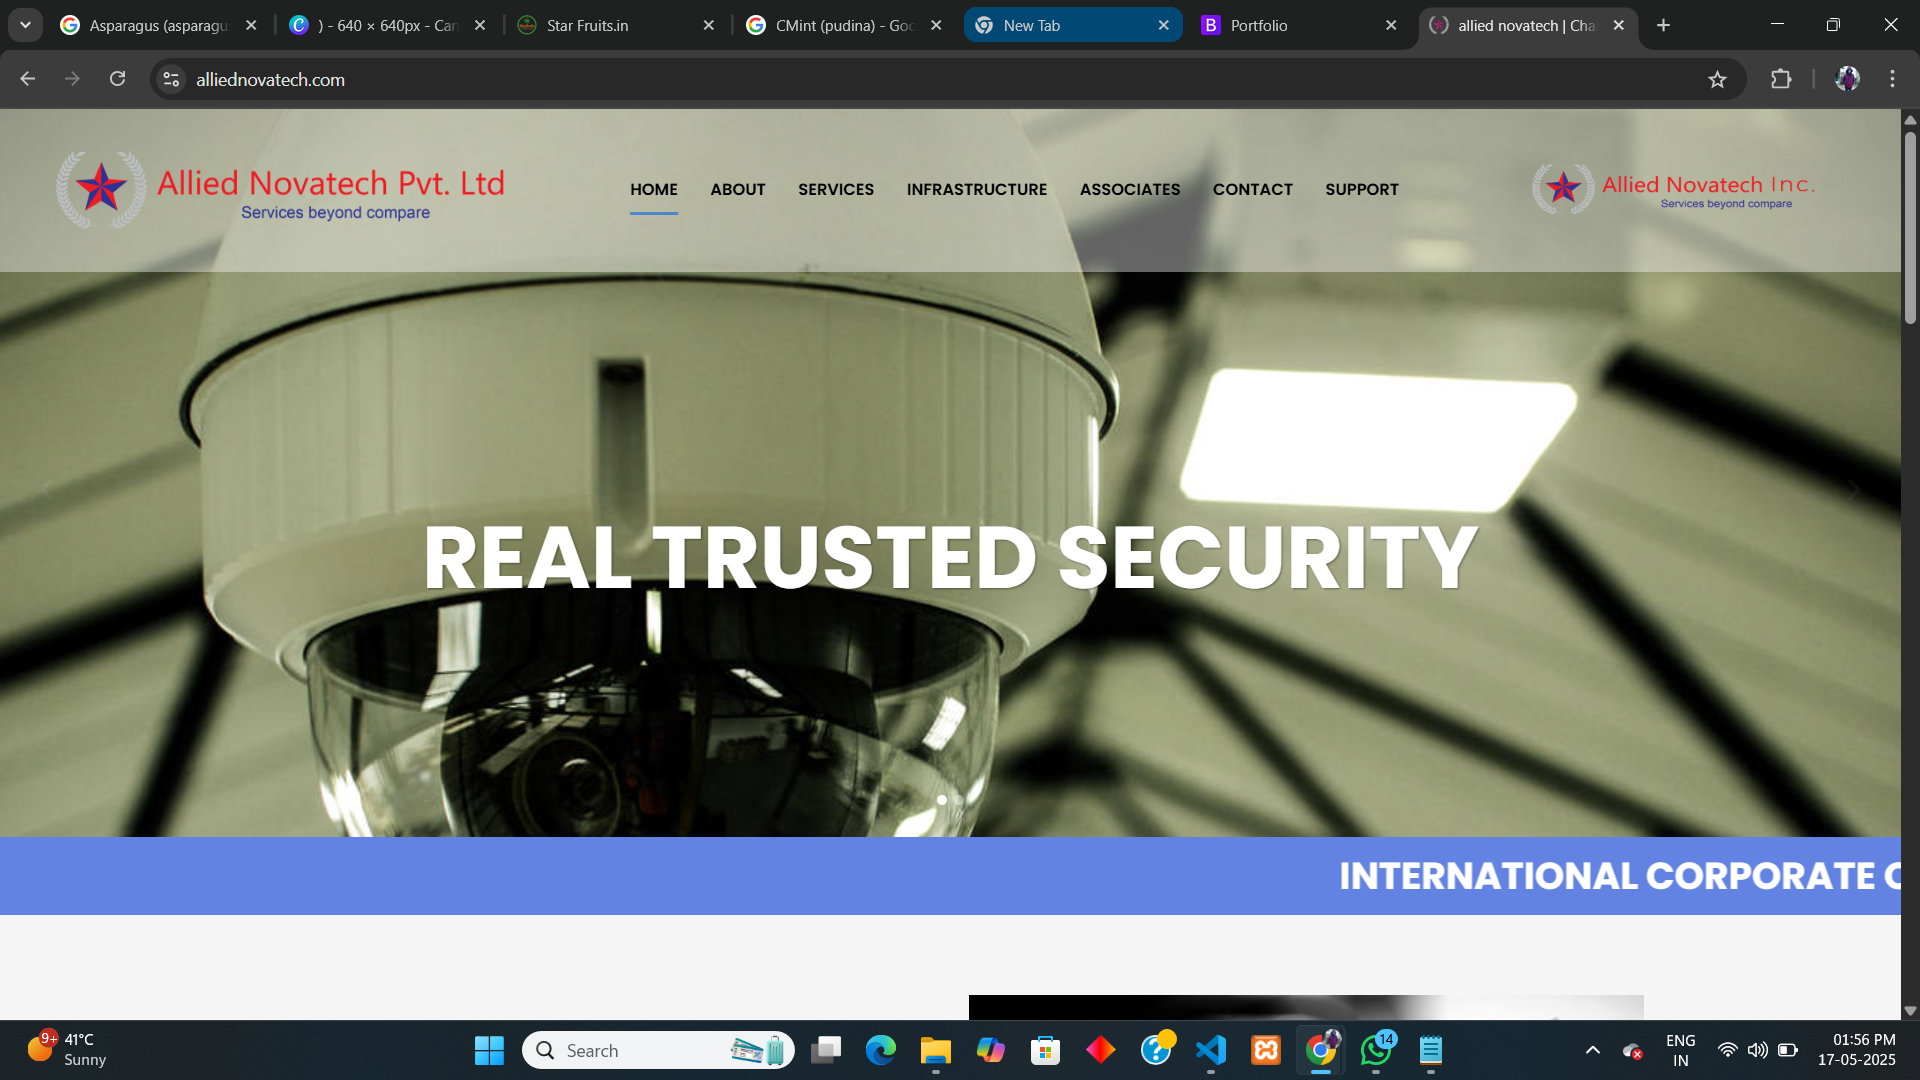 Asparagus (asparagu
) - 640 × 640px - Can
Star Fruits.in
CMint (pudina) - Goo
New Tab
Portfolio
allied novatech | Cha
alliednovatech.com
Allied Novatech Pvt. Ltd
Services beyond compare
HOME
ABOUT
SERVICES
INFRASTRUCTURE
ASSOCIATES
CONTACT
SUPPORT
Allied Novatech Inc.
Services beyond compare
REAL TRUSTED SECURITY
INTERNATIONAL CORPORATE C
9+
41°C
Sunny
Search
14
ENG
IN
01:56 PM
17-05-2025